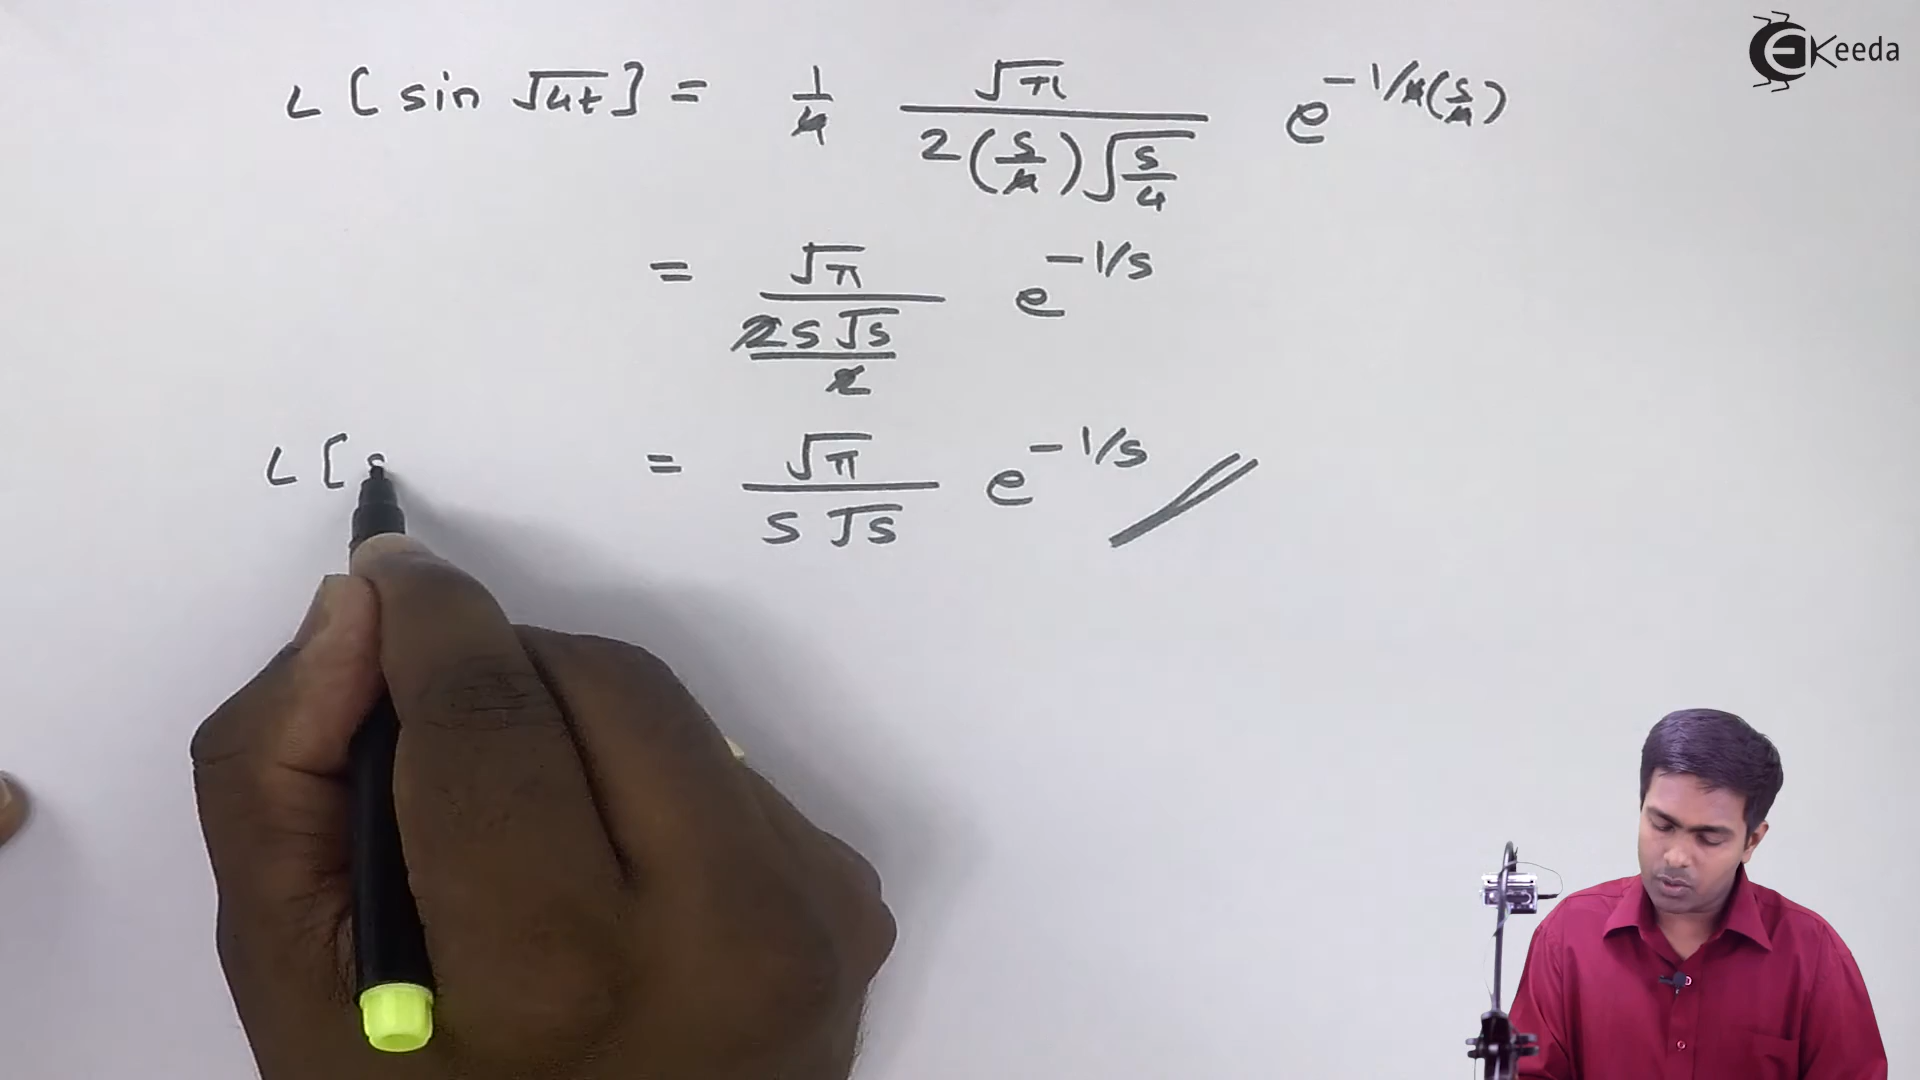 EKeeda
L[sin √4t] = 1/4 √π/(2(s/4)√(s/4)) e^(-1/4(s/4))
= √π/(2s√s/2) e^(-1/s)
L[s = √π/(s√s) e^(-1/s)